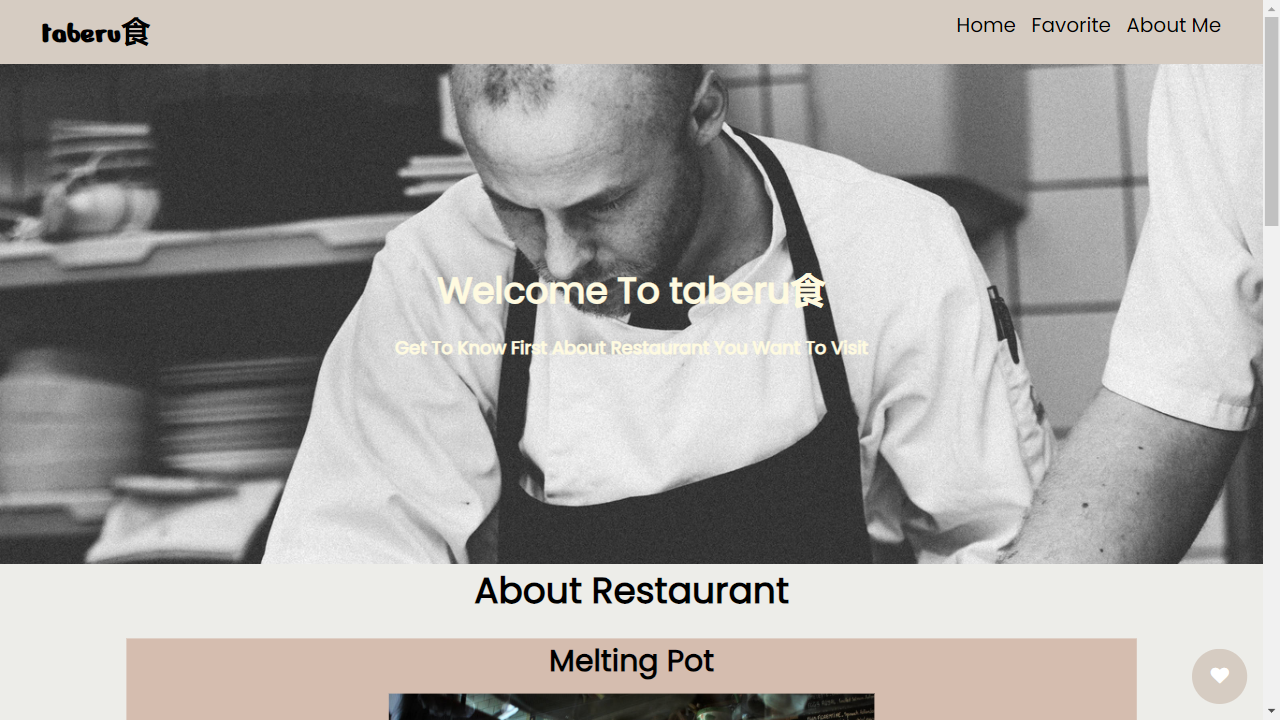 taberu食
Home Favorite About Me
Welcome To taberu食
Get To Know First About Restaurant You Want To Visit
About Restaurant
Melting Pot